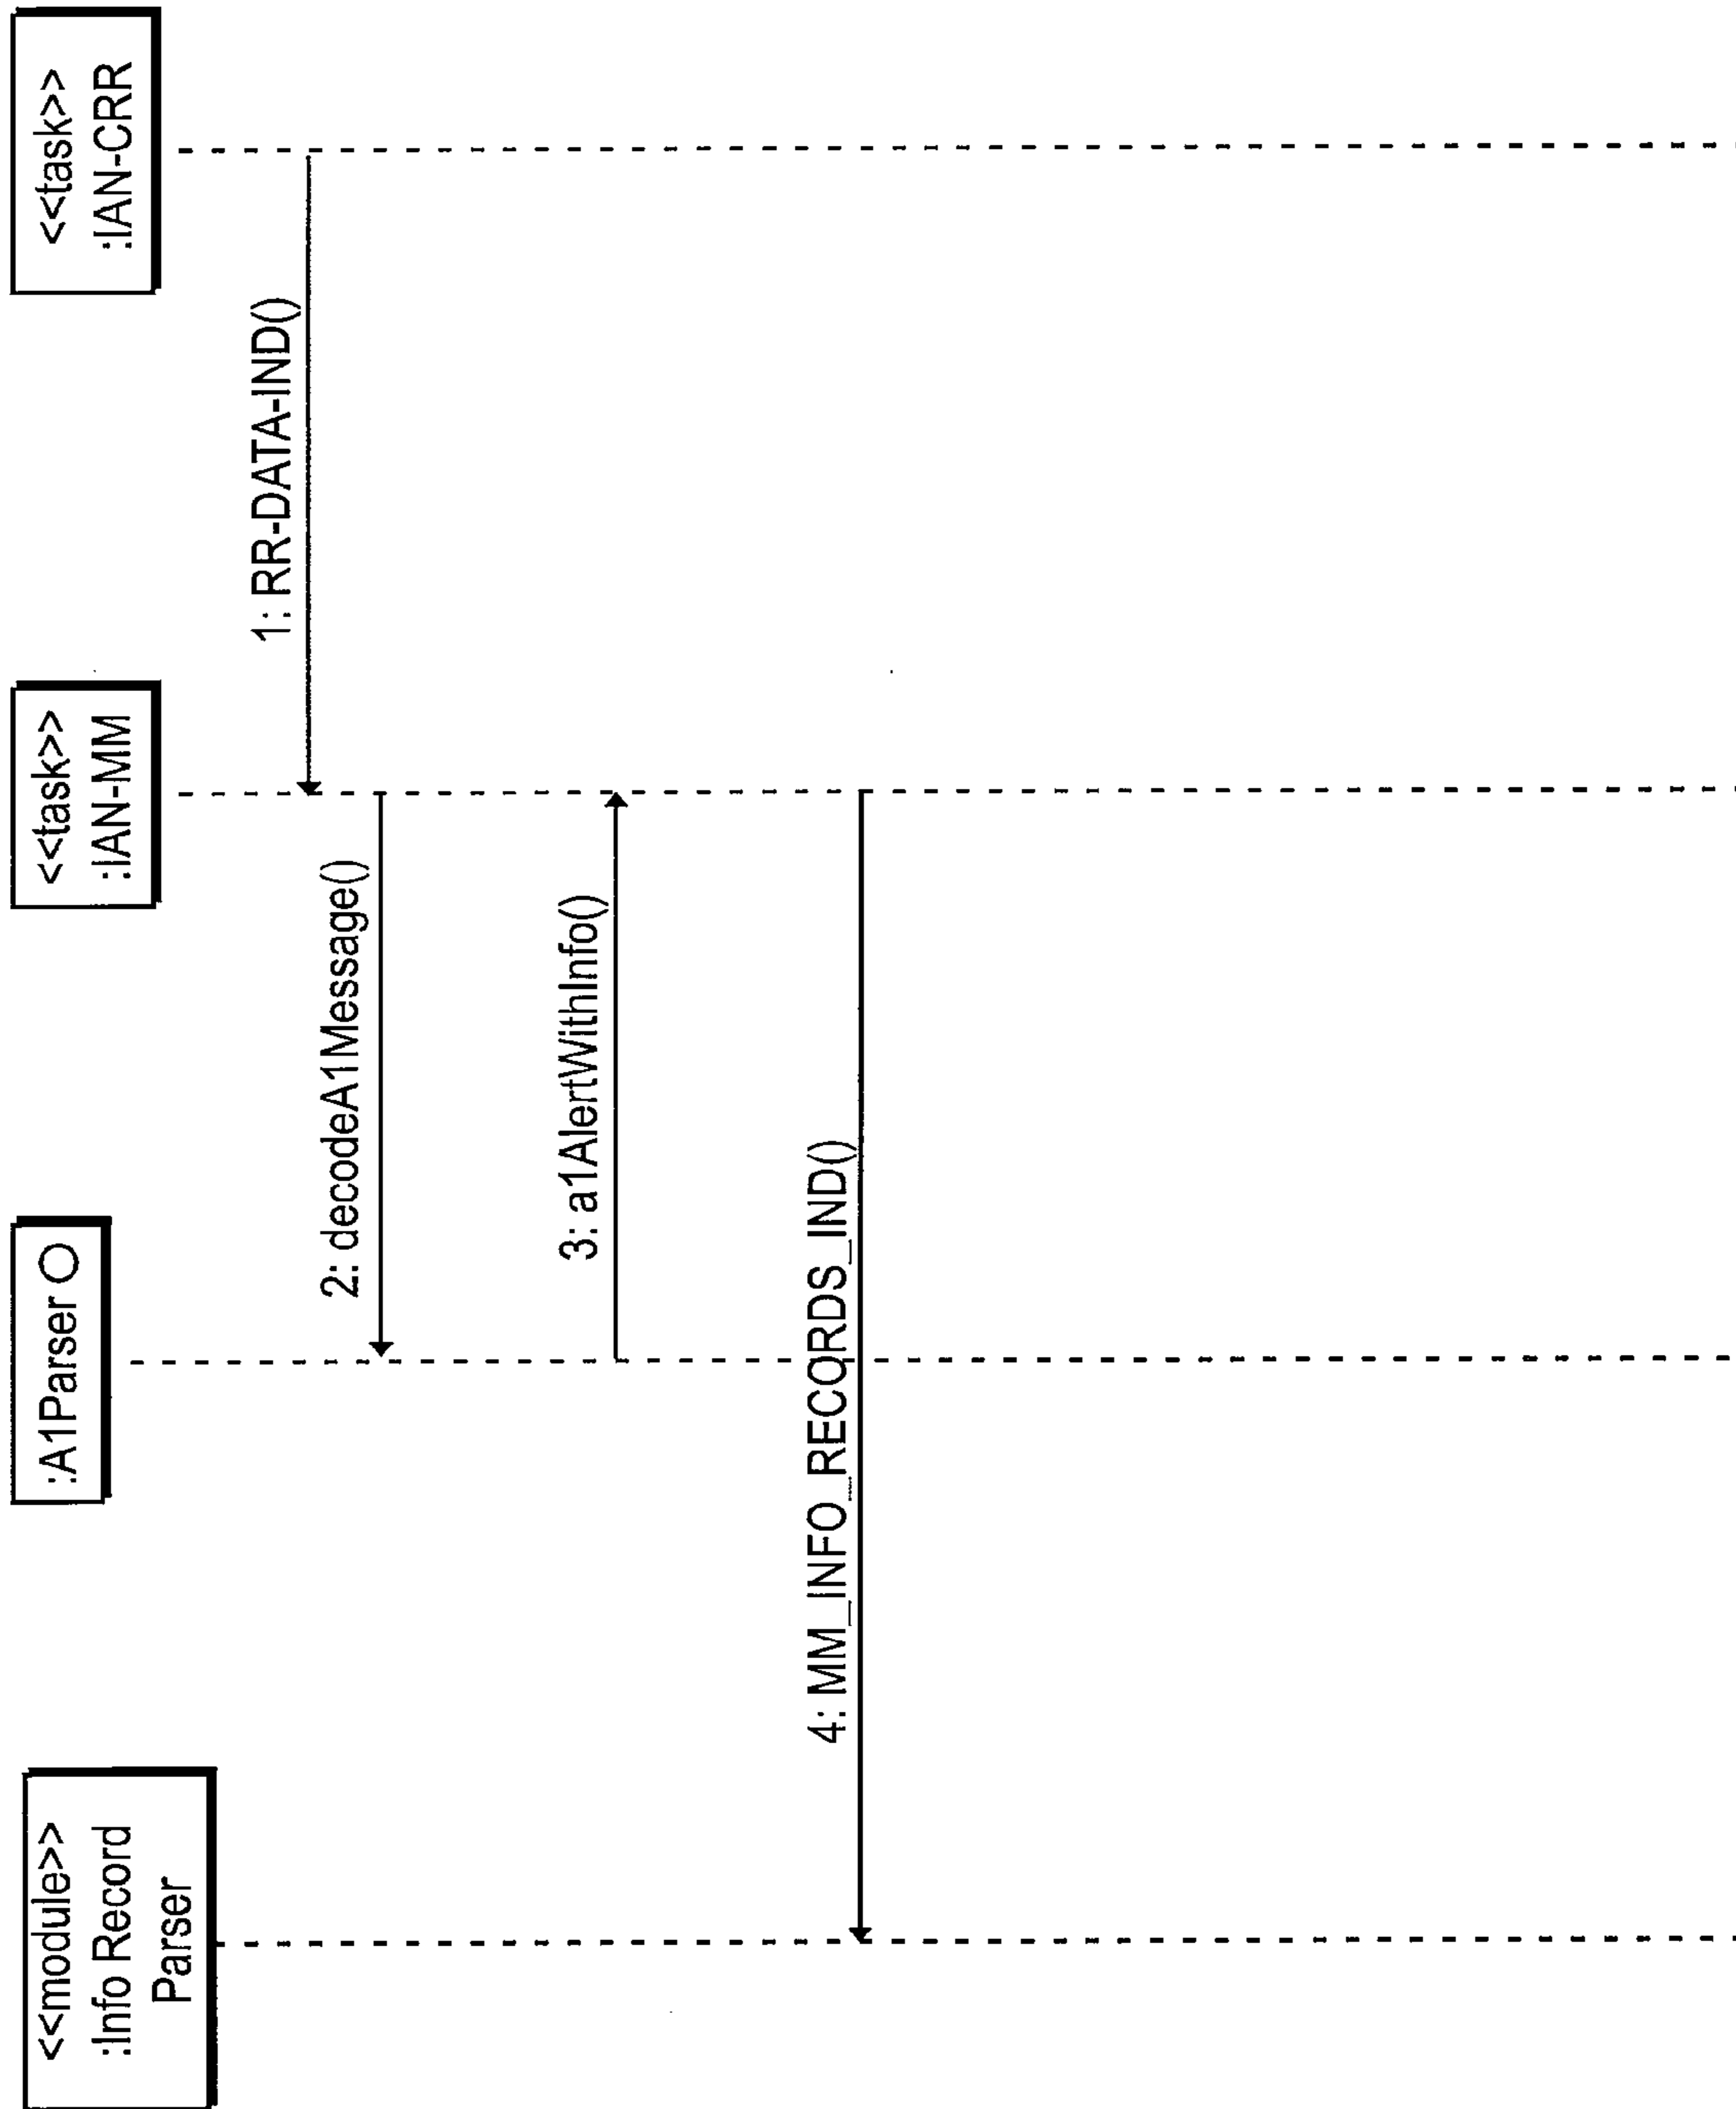 <<module>>
:Info Record
Parser
:A1Parser
<<task>>
:IAN-MM
<<task>>
:IAN-CRR
1: RR-DATA-IND()
2: decodeA1Message()
3: a1AlertWithInfo()
4: MM_INFO_RECORDS_IND()